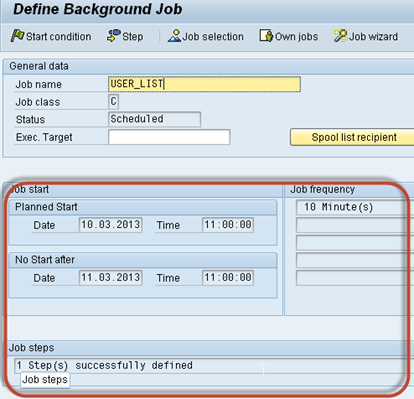 Define Background Job
Start condition Step Job selection Own jobs Job wizard
General data
Job name USER_LIST
Job class C
Status Scheduled
Exec. Target Spool list recipient
Job start Job frequency
Planned Start 10 Minute(s)
Date 10.03.2013 Time 11:00:00
No Start after
Date 11.03.2013 Time 11:00:00
Job steps
1 Step(s) successfully defined
Job steps